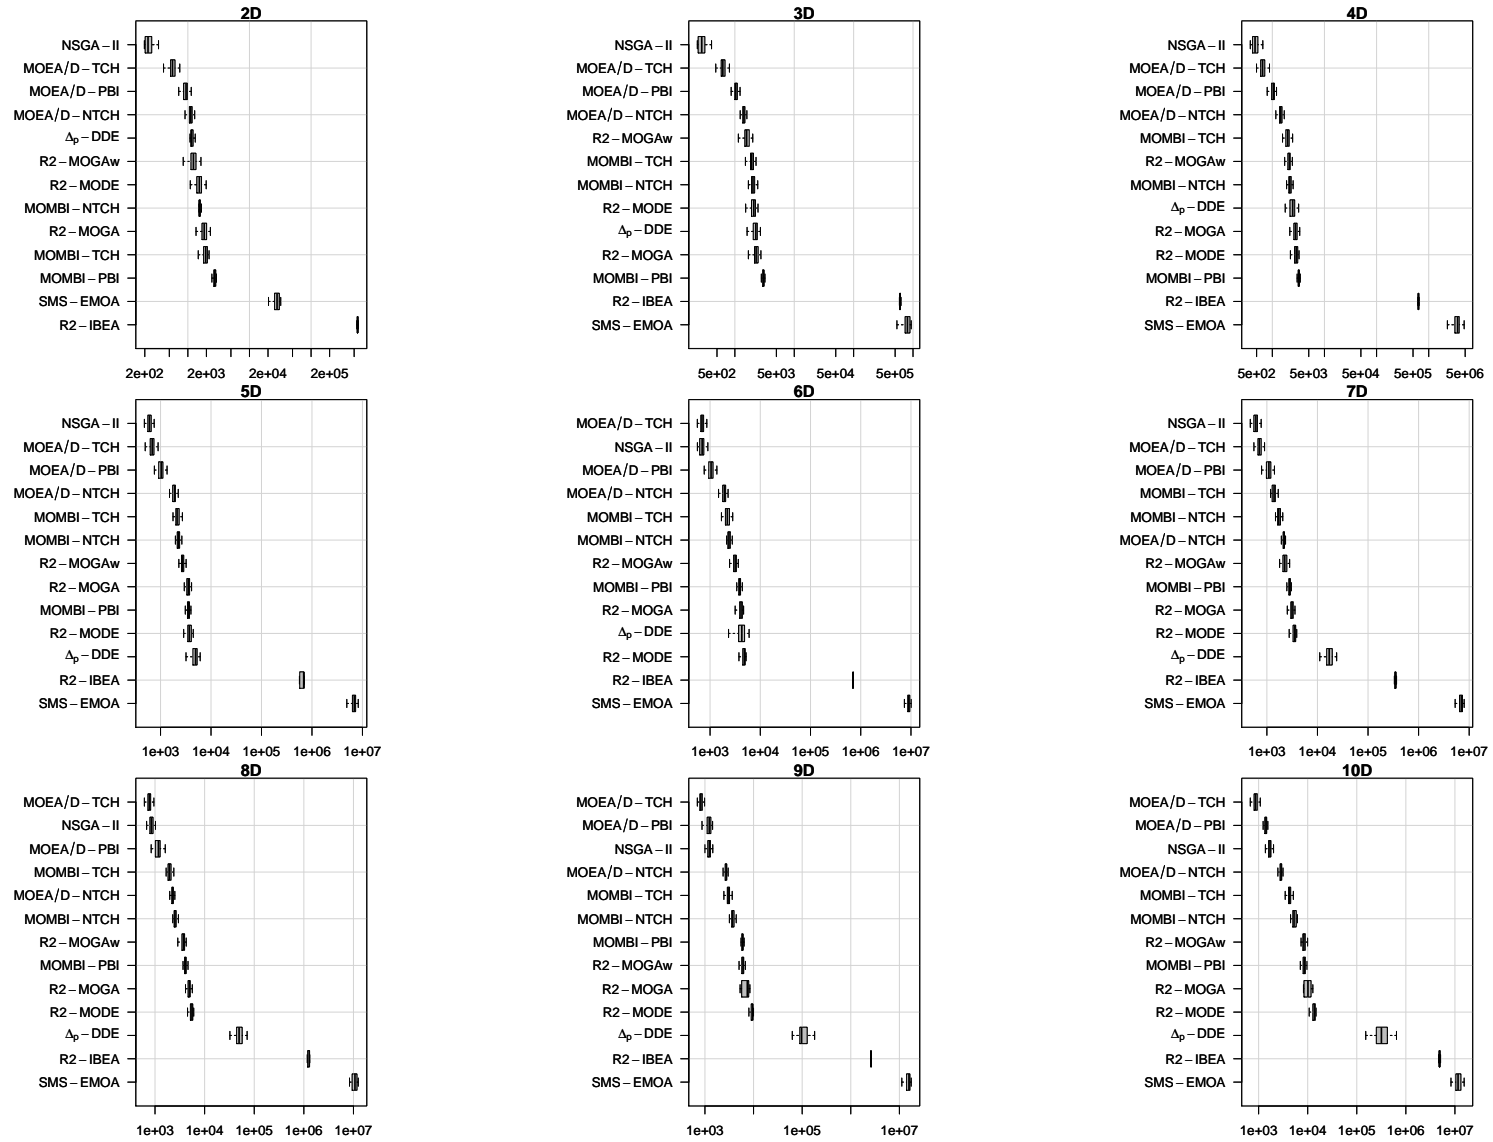 2D
NSGA−II
MOEA/D−TCH
MOEA/D−PBI
MOEA/D−NTCH
Δp−DDE
R2−MOGAw
R2−MODE
MOMBI−NTCH
R2−MOGA
MOMBI−TCH
MOMBI−PBI
SMS−EMOA
R2−IBEA
2e+02 2e+03 2e+04 2e+05
3D
NSGA−II
MOEA/D−TCH
MOEA/D−PBI
MOEA/D−NTCH
R2−MOGAw
MOMBI−TCH
MOMBI−NTCH
R2−MODE
Δp−DDE
R2−MOGA
MOMBI−PBI
R2−IBEA
SMS−EMOA
5e+02 5e+03 5e+04 5e+05
4D
NSGA−II
MOEA/D−TCH
MOEA/D−PBI
MOEA/D−NTCH
MOMBI−TCH
R2−MOGAw
MOMBI−NTCH
Δp−DDE
R2−MOGA
R2−MODE
MOMBI−PBI
R2−IBEA
SMS−EMOA
5e+02 5e+03 5e+04 5e+05 5e+06
5D
NSGA−II
MOEA/D−TCH
MOEA/D−PBI
MOEA/D−NTCH
MOMBI−TCH
MOMBI−NTCH
R2−MOGAw
R2−MOGA
MOMBI−PBI
R2−MODE
Δp−DDE
R2−IBEA
SMS−EMOA
1e+03 1e+04 1e+05 1e+06 1e+07
6D
MOEA/D−TCH
NSGA−II
MOEA/D−PBI
MOEA/D−NTCH
MOMBI−TCH
MOMBI−NTCH
R2−MOGAw
MOMBI−PBI
R2−MOGA
Δp−DDE
R2−MODE
R2−IBEA
SMS−EMOA
1e+03 1e+04 1e+05 1e+06 1e+07
7D
NSGA−II
MOEA/D−TCH
MOEA/D−PBI
MOMBI−TCH
MOMBI−NTCH
MOEA/D−NTCH
R2−MOGAw
MOMBI−PBI
R2−MOGA
R2−MODE
Δp−DDE
R2−IBEA
SMS−EMOA
1e+03 1e+04 1e+05 1e+06 1e+07
8D
MOEA/D−TCH
NSGA−II
MOEA/D−PBI
MOMBI−TCH
MOEA/D−NTCH
MOMBI−NTCH
R2−MOGAw
MOMBI−PBI
R2−MOGA
R2−MODE
Δp−DDE
R2−IBEA
SMS−EMOA
1e+03 1e+04 1e+05 1e+06 1e+07
9D
MOEA/D−TCH
MOEA/D−PBI
NSGA−II
MOEA/D−NTCH
MOMBI−TCH
MOMBI−NTCH
MOMBI−PBI
R2−MOGAw
R2−MOGA
R2−MODE
Δp−DDE
R2−IBEA
SMS−EMOA
1e+03 1e+05 1e+07
10D
MOEA/D−TCH
MOEA/D−PBI
NSGA−II
MOEA/D−NTCH
MOMBI−TCH
MOMBI−NTCH
R2−MOGAw
MOMBI−PBI
R2−MOGA
R2−MODE
Δp−DDE
R2−IBEA
SMS−EMOA
1e+03 1e+04 1e+05 1e+06 1e+07